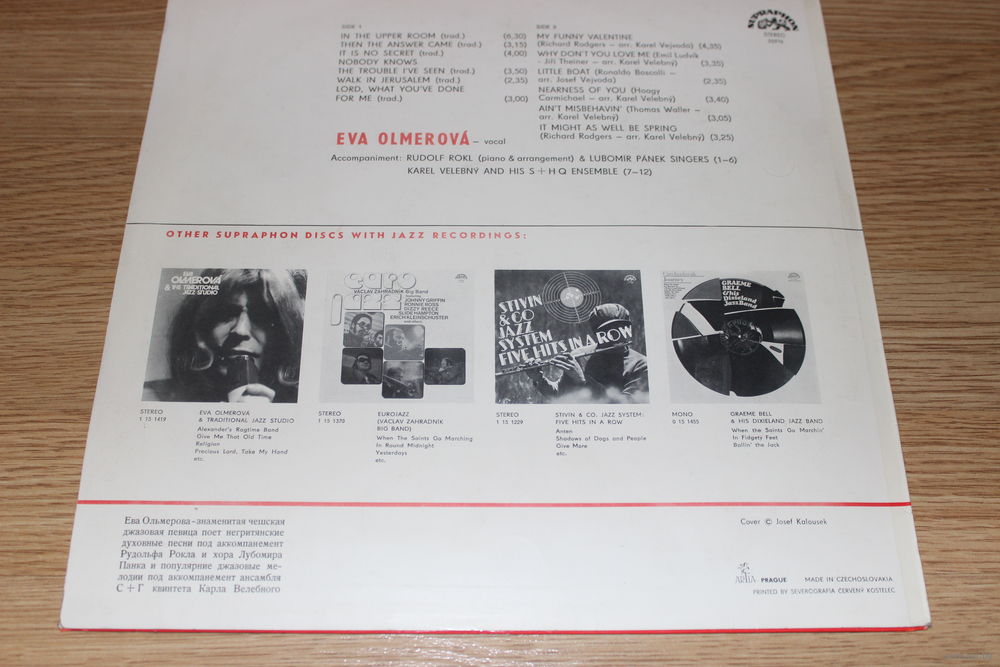 SIDE 1
IN THE UPPER ROOM (trad.) (6,30)
THEN THE ANSWER CAME (trad.) (3,15)
IT IS NO SECRET (trad.) (4,00)
NOBODY KNOWS
THE TROUBLE I'VE SEEN (trad.) (3,50)
WALK IN JERUSALEM (trad.) (2,35)
LORD, WHAT YOU'VE DONE
FOR ME (trad.) (3,00)
SIDE 2
MY FUNNY VALENTINE
(Richard Rodgers – arr. Karel Vejvoda) (4,35)
WHY DON'T YOU LOVE ME (Emil Ludvik
- Jiří Theiner – arr. Karel Velebný) (3,35)
LITTLE BOAT (Ronaldo Boscolli –
arr. Josef Vejvoda) (2,35)
NEARNESS OF YOU (Hoagy
Carmichael – arr. Karel Velebný) (3,40)
AIN'T MISBEHAVIN' (Thomas Waller –
arr. Karel Velebný) (3,05)
IT MIGHT AS WELL BE SPRING
(Richard Rodgers – arr. Karel Velebný) (3,25)
SUPRAPHON
STEREO
EVA OLMEROVÁ – vocal
Accompaniment: RUDOLF ROKL (piano & arrangement) & LUBOMÍR PÁNEK SINGERS (1–6)
KAREL VELEBNÝ AND HIS S + H Q ENSEMBLE (7–12)
OTHER SUPRAPHON DISCS WITH JAZZ RECORDINGS:
EVA
OLMEROVÁ
& THE TRADITIONAL
JAZZ-STUDIO
VÁCLAV ZAHRADNÍK Big Band
JOHNNY GRIFFIN
RONNIE ROSS
DIZZY REECE
SLIDE HAMPTON
ERICH KLEINSCHUSTER
and others
STIVÍN
& CO
JAZZ
SYSTEM
FIVE HITS IN A ROW
GRAEME
BELL
& his
Dixieland
Jazz Band
STEREO
1 15 1419
EVA OLMEROVÁ
& TRADITIONAL JAZZ STUDIO
Alexander's Ragtime Band
Give Me That Old Time
Religion
Precious Lord, Take My Hand
etc.
STEREO
1 15 1370
EUROJAZZ
(VÁCLAV ZAHRADNÍK
BIG BAND)
When The Saints Go Marching
In Round Midnight
Yesterdays
etc.
STEREO
1 15 1229
STIVÍN & CO. JAZZ SYSTEM:
FIVE HITS IN A ROW
Anten
Shadows of Dogs and People
Give More
etc.
MONO
0 15 1455
GRAEME BELL
& HIS DIXIELAND JAZZ BAND
When the Saints Go Marchin'
In Fidgety Feet
Ballin' the Jack
Ева Ольмерова–знаменитая чешская
джазовая певица поет негритянские
духовные песни под аккомпанемент
Рудольфа Рокла и хора Лубомира
Панка и популярние джазовые ме-
лодии под аккомпанемент ансамбля
С + Г квинтета Карла Велебного
Cover © Josef Kalousek
ARTIA PRAGUE MADE IN CZECHOSLOVAKIA
PRINTED BY SEVEROGRAFIA ČERVENÝ KOSTELEC